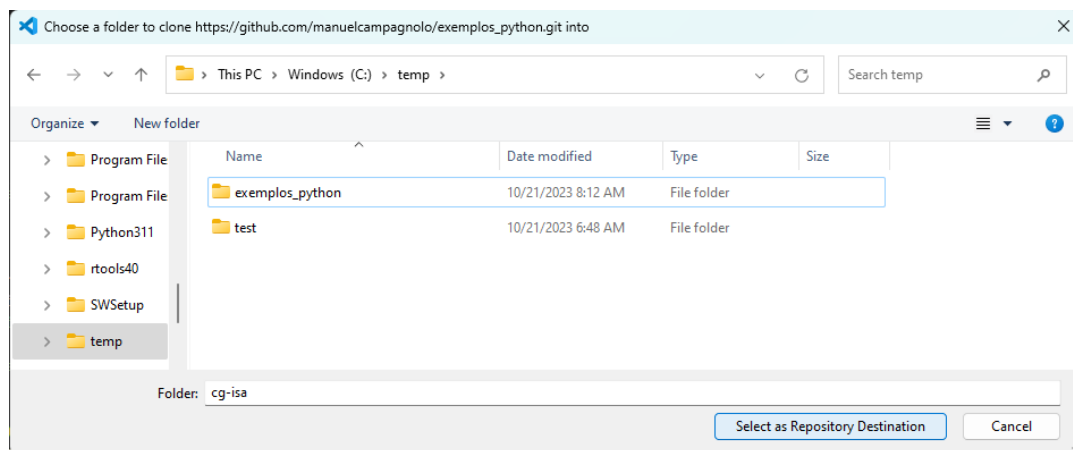 Choose a folder to clone https://github.com/manuelcampagnolo/exemplos_python.git into
This PC > Windows (C:) > temp >
Search temp
Organize
New folder
Name
Date modified
Type
Size
Program File
exemplos_python
10/21/2023 8:12 AM
File folder
Program File
test
10/21/2023 6:48 AM
File folder
Python311
rtools40
SWSetup
temp
Folder: cg-isa
Select as Repository Destination
Cancel